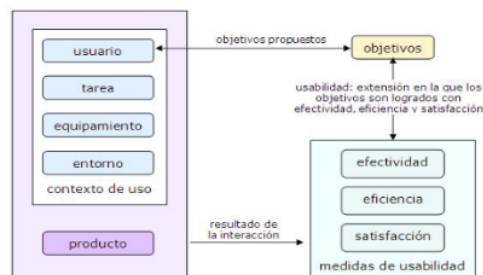 usuario
objetivos propuestos
objetivos
tarea
usabilidad: extensión en la que los
objetivos son logrados con
efectividad, eficiencia y satisfacción
equipamiento
entorno
contexto de uso
efectividad
eficiencia
satisfacción
medidas de usabilidad
producto
resultado de
la interacción